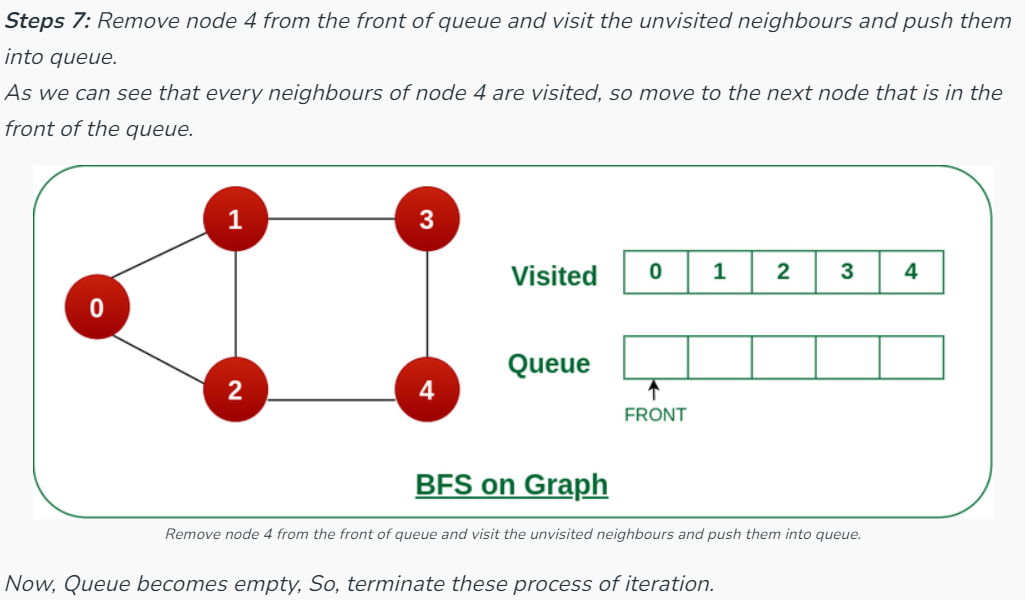 Steps 7: Remove node 4 from the front of queue and visit the unvisited neighbours and push them
into queue.
As we can see that every neighbours of node 4 are visited, so move to the next node that is in the
front of the queue.
1
3
0
2
4
Visited 0 1 2 3 4
Queue
FRONT
BFS on Graph
Remove node 4 from the front of queue and visit the unvisited neighbours and push them into queue.
Now, Queue becomes empty, So, terminate these process of iteration.